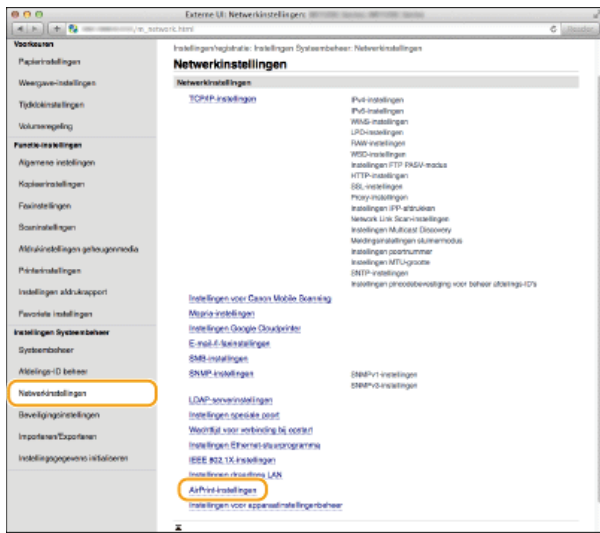 Externe UI: Netwerkinstellingen:
Reader
Voorkeuren
Papierinstellingen
Weergave-instellingen
Tijdklokinstellingen
Volumeregeling
Functie-instellingen
Algemene instellingen
Kopieerinstellingen
Faxinstellingen
Scaninstellingen
Afdrukinstellingen geheugenmedia
Printerinstellingen
Instellingen afdrukrapport
Favoriete instellingen
Instellingen Systeembeheer
Systeembeheer
Afdelings-ID beheer
Netwerkinstellingen
Beveiligingsinstellingen
Importeren/Exporteren
Instellingsgegevens initialiseren
Instellingen/registratie: Instellingen Systeembeheer: Netwerkinstellingen
Netwerkinstellingen
Netwerkinstellingen
TCP/IP-instellingen
IPv4-instellingen
IPv6-instellingen
WINS-instellingen
LPD-instellingen
RAW-instellingen
WSD-instellingen
Instellingen FTP PASV-modus
HTTP-instellingen
SSL-instellingen
Proxy-instellingen
Instellingen IPP-afdrukken
Network Link Scan-instellingen
Instellingen Multicast Discovery
Meldingsinstellingen sluimermodus
Instellingen poortnummer
Instellingen MTU-grootte
SNTP-instellingen
Instellingen pincodebevestiging voor beheer afdelings-ID's
Instellingen voor Canon Mobile Scanning
Mopria-instellingen
Instellingen Google Cloudprinter
E-mail-/I-faxinstellingen
SMB-instellingen
SNMP-instellingen
SNMPv1-instellingen
SNMPv3-instellingen
LDAP-serverinstellingen
Instellingen speciale poort
Wachttijd voor verbinding bij opstart
Instellingen Ethernet-stuurprogramma
IEEE 802.1X-instellingen
Instellingen draadloos LAN
AirPrint-instellingen
Instellingen voor apparaatinstellingenbeheer